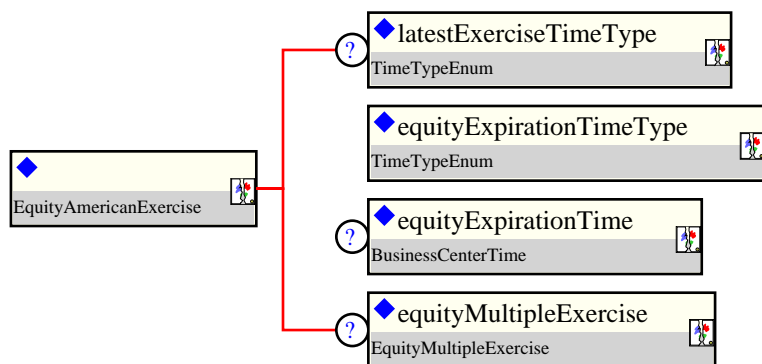 ?
latestExerciseTimeType
TimeTypeEnum
equityExpirationTimeType
TimeTypeEnum
EquityAmericanExercise
?
equityExpirationTime
BusinessCenterTime
?
equityMultipleExercise
EquityMultipleExercise